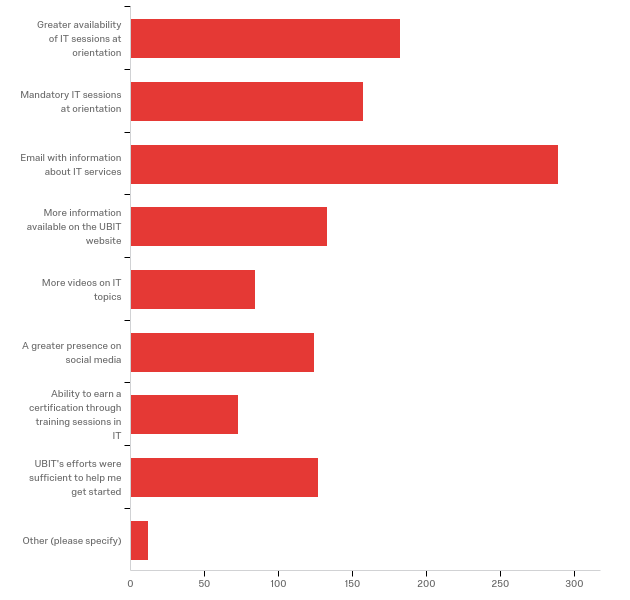 Greater availability
of IT sessions at
orientation
Mandatory IT sessions
at orientation
Email with information
about IT services
More information
available on the UBIT
website
More videos on IT
topics
A greater presence on
social media
Ability to earn a
certification through
training sessions in
IT
UBIT's efforts were
sufficient to help me
get started
Other (please specify)
0 50 100 150 200 250 300